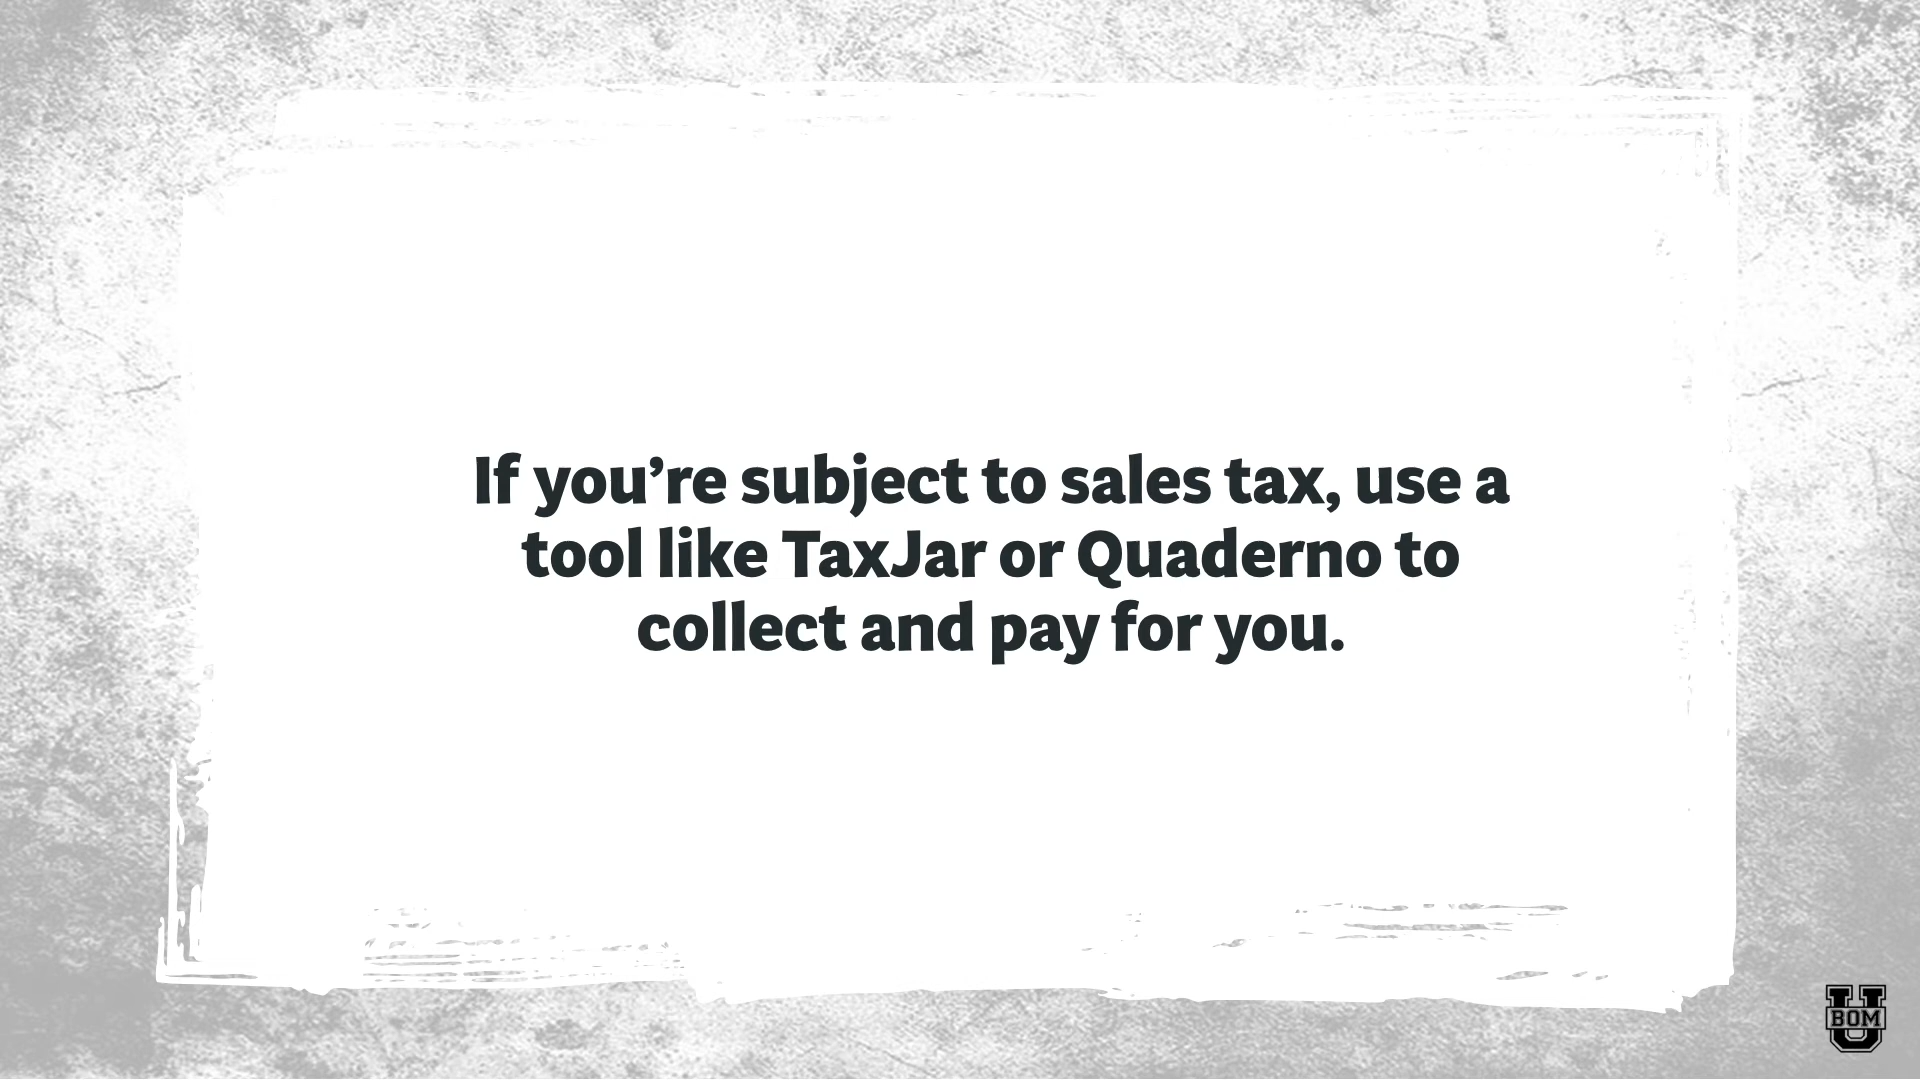 If you’re subject to sales tax, use a
tool like TaxJar or Quaderno to
collect and pay for you.
U
BOM